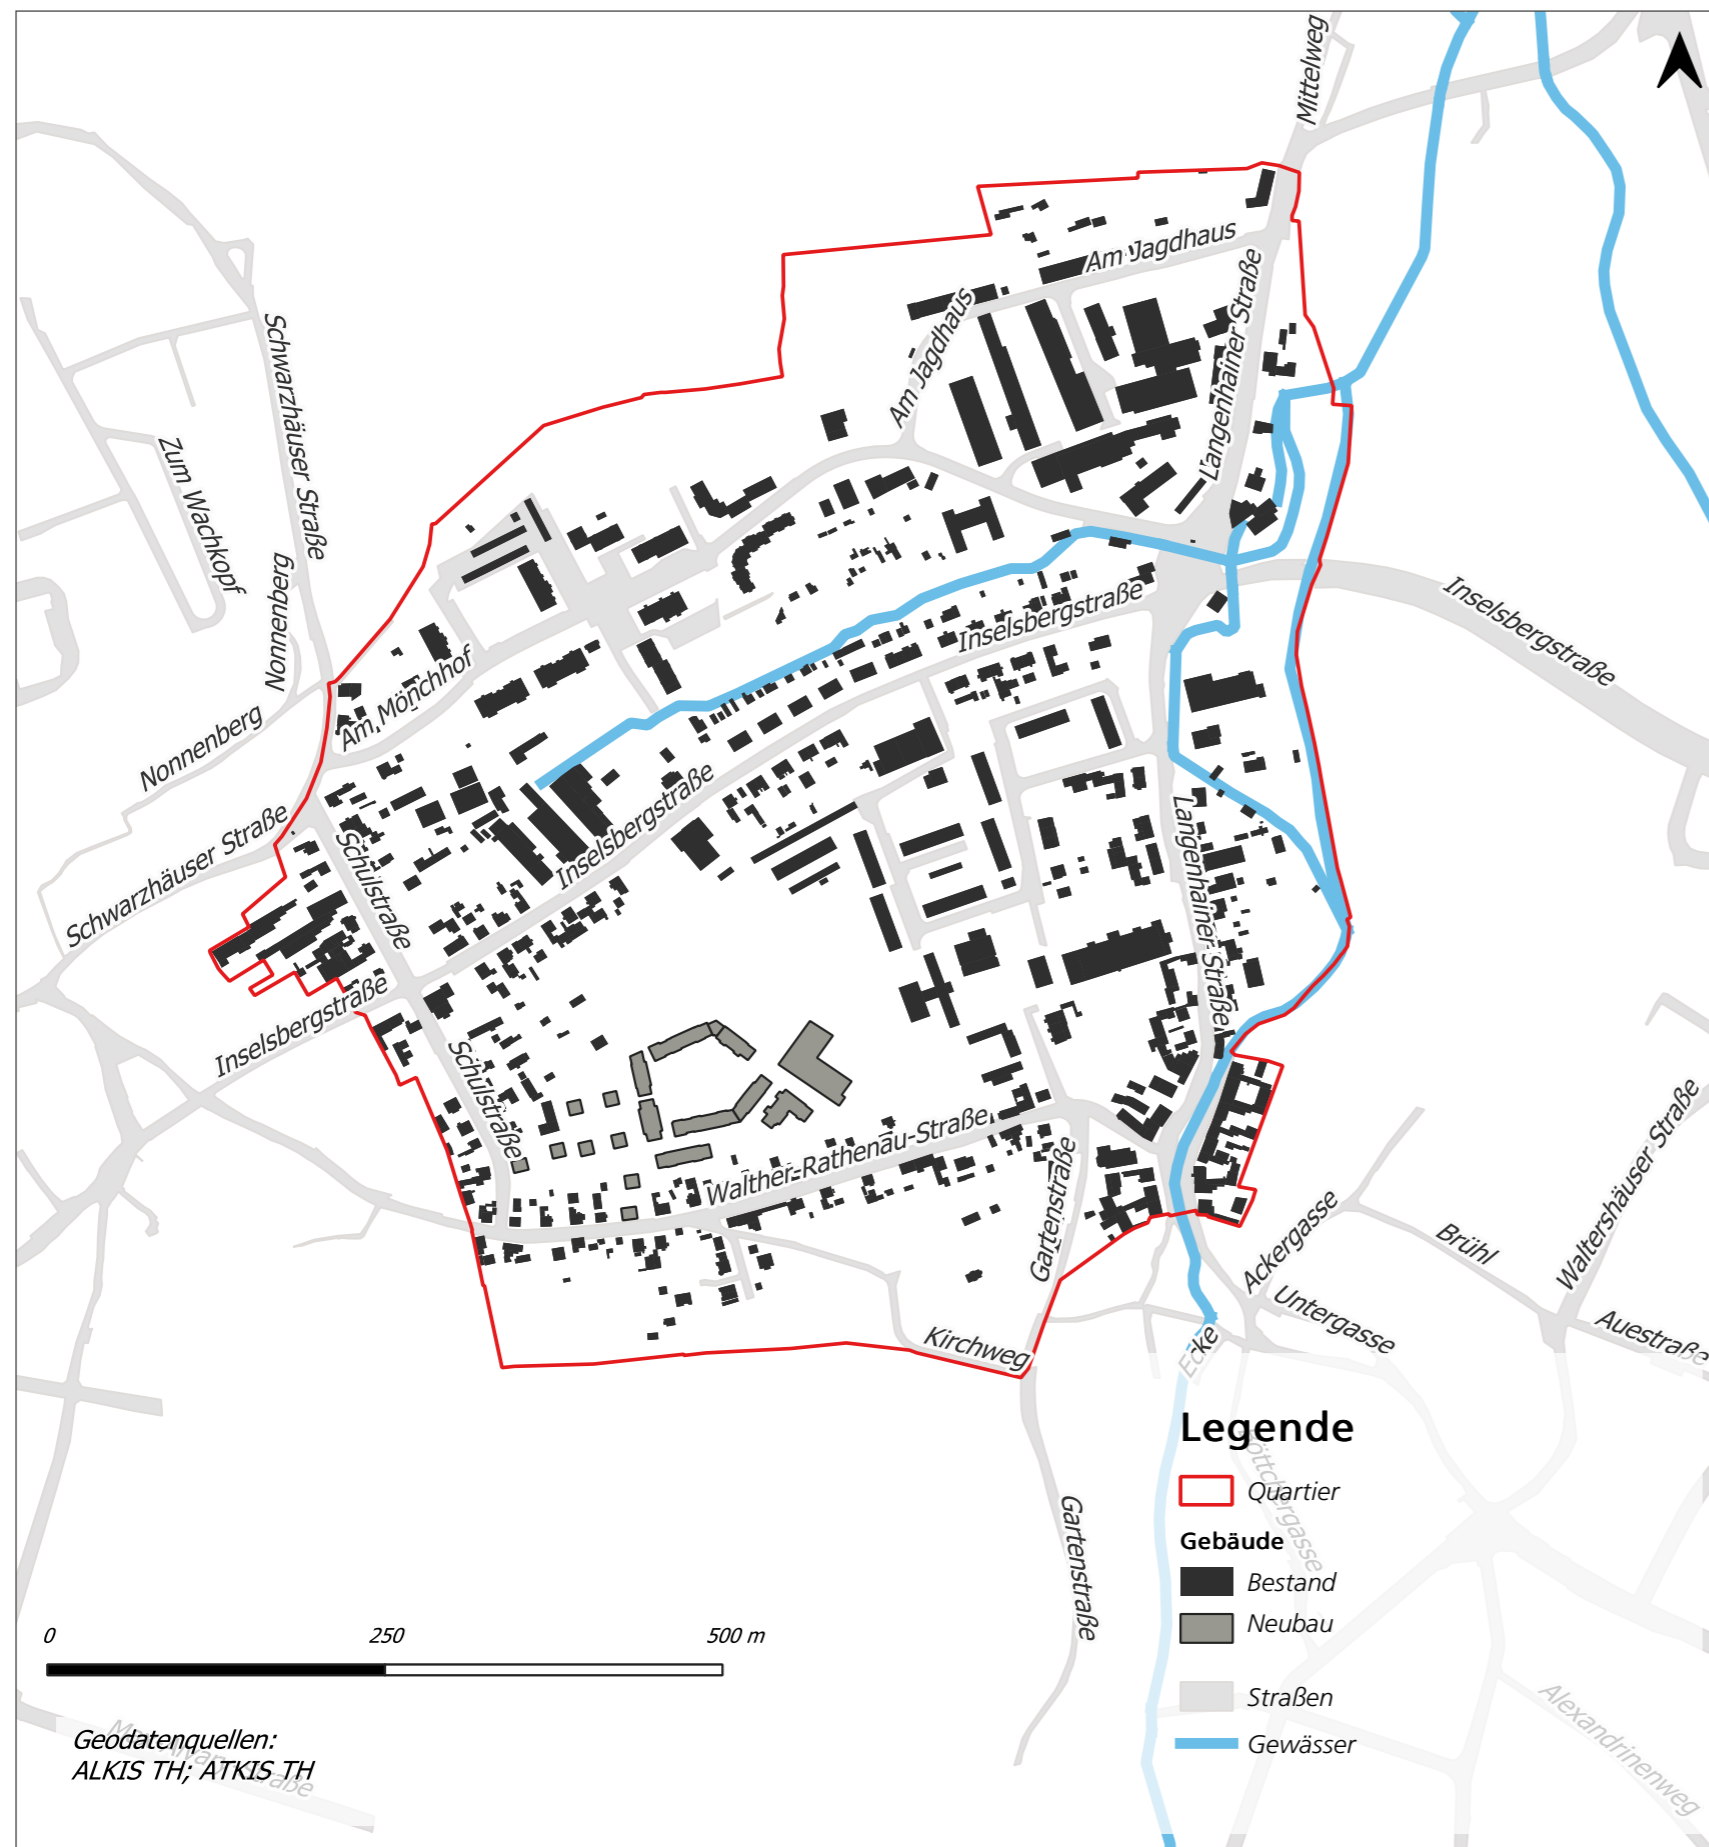 Mittelweg
Am Jagdhaus
Am Jagdhaus
Langenhainer Straße
Schwarzhäuser Straße
Zum Wachkopf
Nonnenberg
Nonnenberg
Am Mönchhof
Inselsbergstraße
Inselsbergstraße
Inselsbergstraße
Schwarzhäuser Straße
Schulstraße
Langenhainer Straße
Inselsbergstraße
Schulstraße
Walther-Rathenau-Straße
Gartenstraße
Waltershäuser Straße
Ackergasse
Brühl
Untergasse
Auestraße
Kirchweg
Ecke
Legende
Böttchergasse
Quartier
Gebäude
Bestand
Neubau
Straßen
Gewässer
Gartenstraße
Alexandrinenweg
0 250 500 m
Geodatenquellen:
ALKIS TH; ATKIS TH